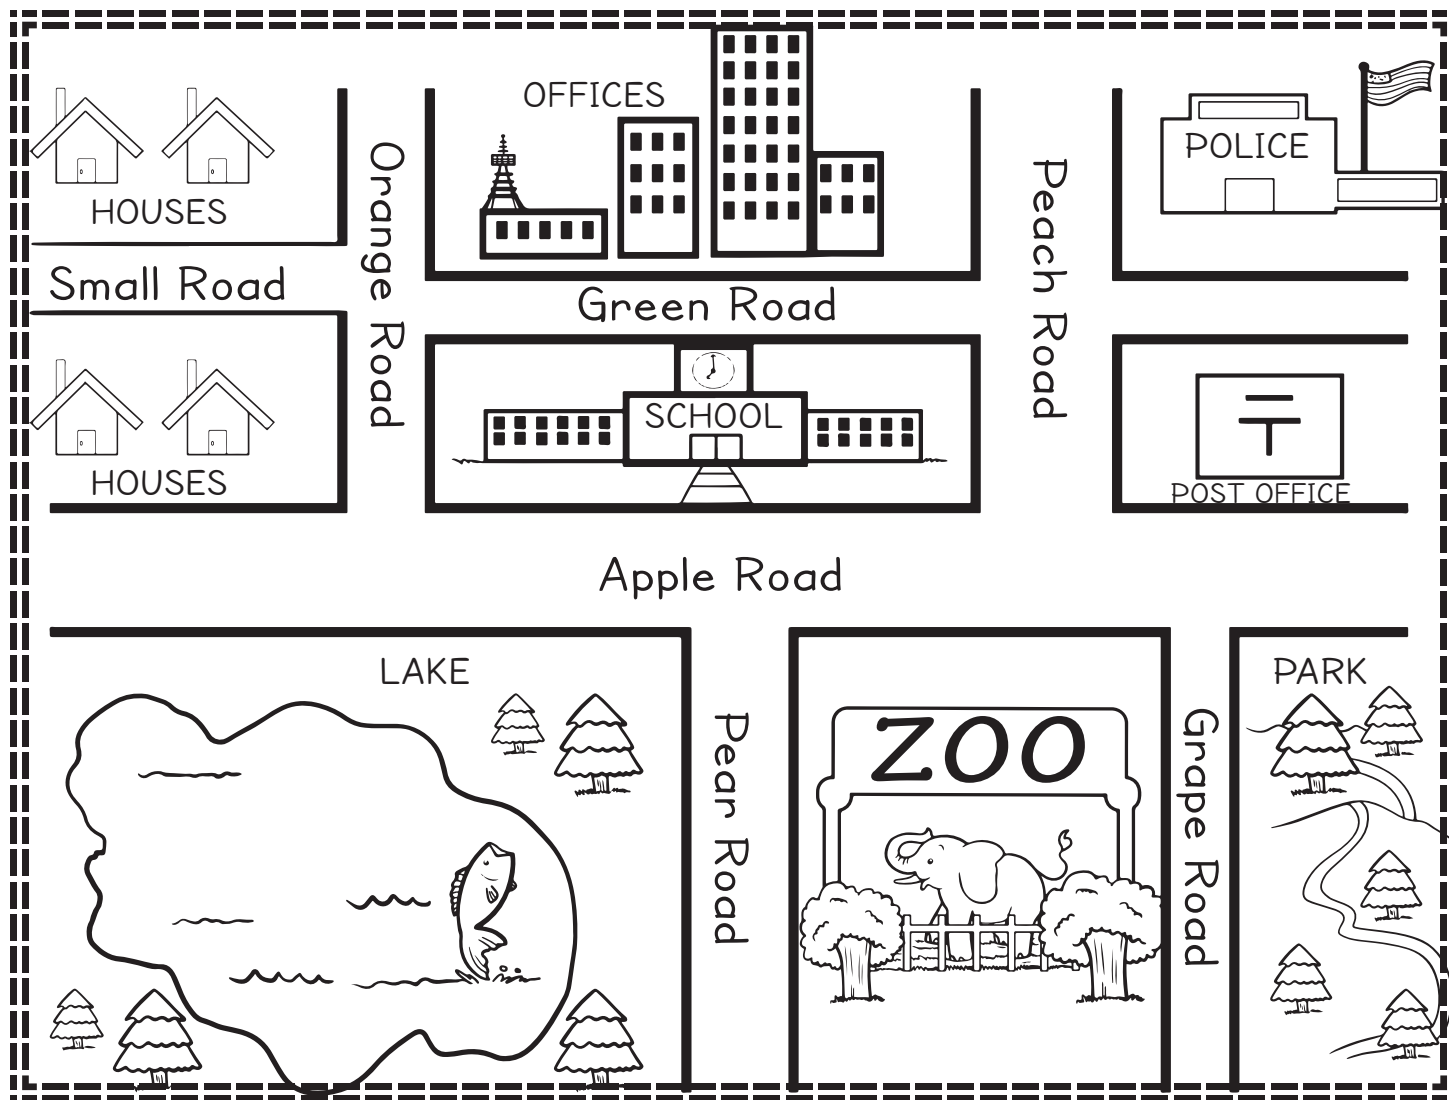 OFFICES
POLICE
HOUSES
Orange Road
Peach Road
Small Road
Green Road
SCHOOL
HOUSES
POST OFFICE
Apple Road
LAKE
PARK
Pear Road
ZOO
Grape Road